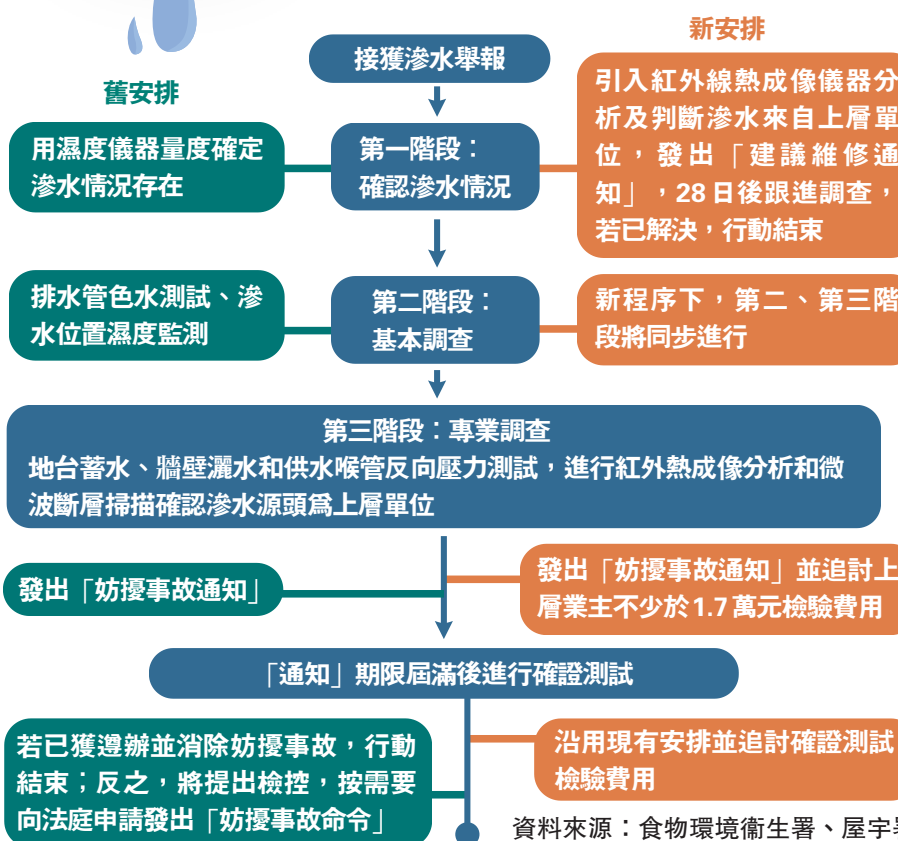 新安排
接獲滲水舉報
舊安排
引入紅外線熱成像儀器分
析及判斷滲水來自上層單
位，發出「建議維修通
知」，28日後跟進調查，
若已解決，行動結束
用濕度儀器量度確定
滲水情況存在
第一階段：
確認滲水情況
排水管色水測試、滲
水位置濕度監測
第二階段：
基本調查
新程序下，第二、第三階
段將同步進行
第三階段：專業調查
地台蓄水、牆壁灑水和供水喉管反向壓力測試，進行紅外熱成像分析和微
波斷層掃描確認滲水源頭爲上層單位
發出「妨擾事故通知」
發出「妨擾事故通知」並追討上
層業主不少於1.7萬元檢驗費用
「通知」期限屆滿後進行確證測試
若已獲遵辦並消除妨擾事故，行動
結束；反之，將提出檢控，按需要
向法庭申請發出「妨擾事故命令」
沿用現有安排並追討確證測試
檢驗費用
資料來源：食物環境衞生署、屋宇署